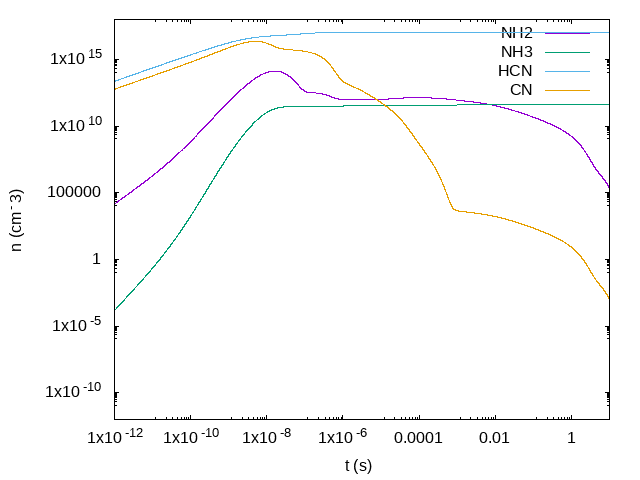 NH2
NH3
HCN
CN
1x10^15
1x10^10
100000
1
1x10^-5
1x10^-10
n (cm^-3)
1x10^-12 1x10^-10 1x10^-8 1x10^-6 0.0001 0.01 1
t (s)